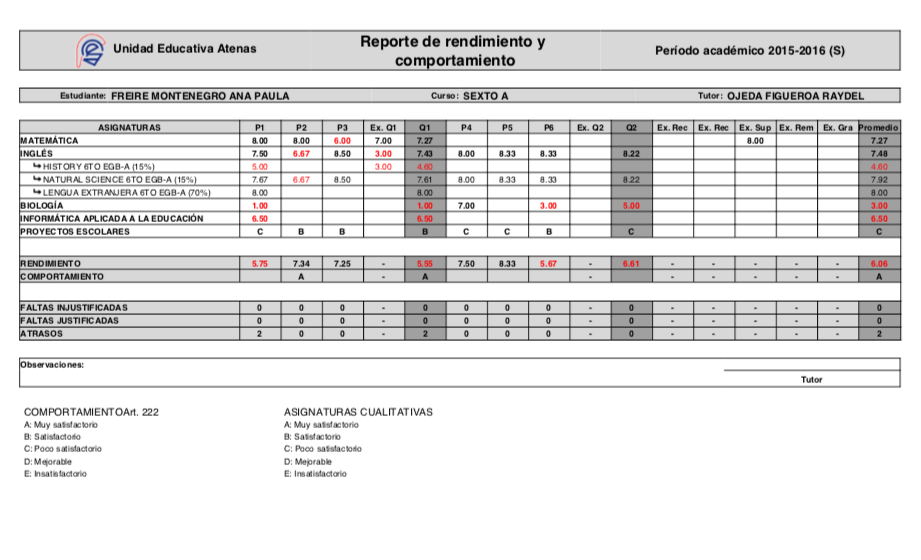 Unidad Educativa Atenas
Reporte de rendimiento y
comportamiento
Período académico 2015-2016 (S)
Estudiante: FREIRE MONTENEGRO ANA PAULA Curso: SEXTO A Tutor: OJEDA FIGUEROA RAYDEL
ASIGNATURAS P1 P2 P3 Ex. Q1 Q1 P4 P5 P6 Ex. Q2 Q2 Ex. Rec Ex. Rec Ex. Sup Ex. Rem Ex. Gra Promedio
MATEMÁTICA 8.00 8.00 6.00 7.00 7.27 8.00 7.27
INGLÉS 7.50 6.67 8.50 3.00 7.43 8.00 8.33 8.33 8.22 7.48
↪ HISTORY 6TO EGB-A (15%) 5.00 3.00 4.60 4.60
↪ NATURAL SCIENCE 6TO EGB-A (15%) 7.67 6.67 8.50 7.61 8.00 8.33 8.33 8.22 7.92
↪ LENGUA EXTRANJERA 6TO EGB-A (70%) 8.00 8.00 8.00
BIOLOGÍA 1.00 1.00 7.00 3.00 5.00 3.00
INFORMÁTICA APLICADA A LA EDUCACIÓN 6.50 6.50 6.50
PROYECTOS ESCOLARES C B B B C C B C C
RENDIMIENTO 5.75 7.34 7.25 - 5.55 7.50 8.33 5.67 - 6.61 - - - - - 6.06
COMPORTAMIENTO A - A - - - - - - A
FALTAS INJUSTIFICADAS 0 0 0 - 0 0 0 0 - 0 - - - - - 0
FALTAS JUSTIFICADAS 0 0 0 - 0 0 0 0 - 0 - - - - - 0
ATRASOS 2 0 0 - 2 0 0 0 - 0 - - - - - 2
Observaciones:
Tutor
COMPORTAMIENTOArt. 222
A: Muy satisfactorio
B: Satisfactorio
C: Poco satisfactorio
D: Mejorable
E: Insatisfactorio
ASIGNATURAS CUALITATIVAS
A: Muy satisfactorio
B: Satisfactorio
C: Poco satisfactorio
D: Mejorable
E: Insatisfactorio